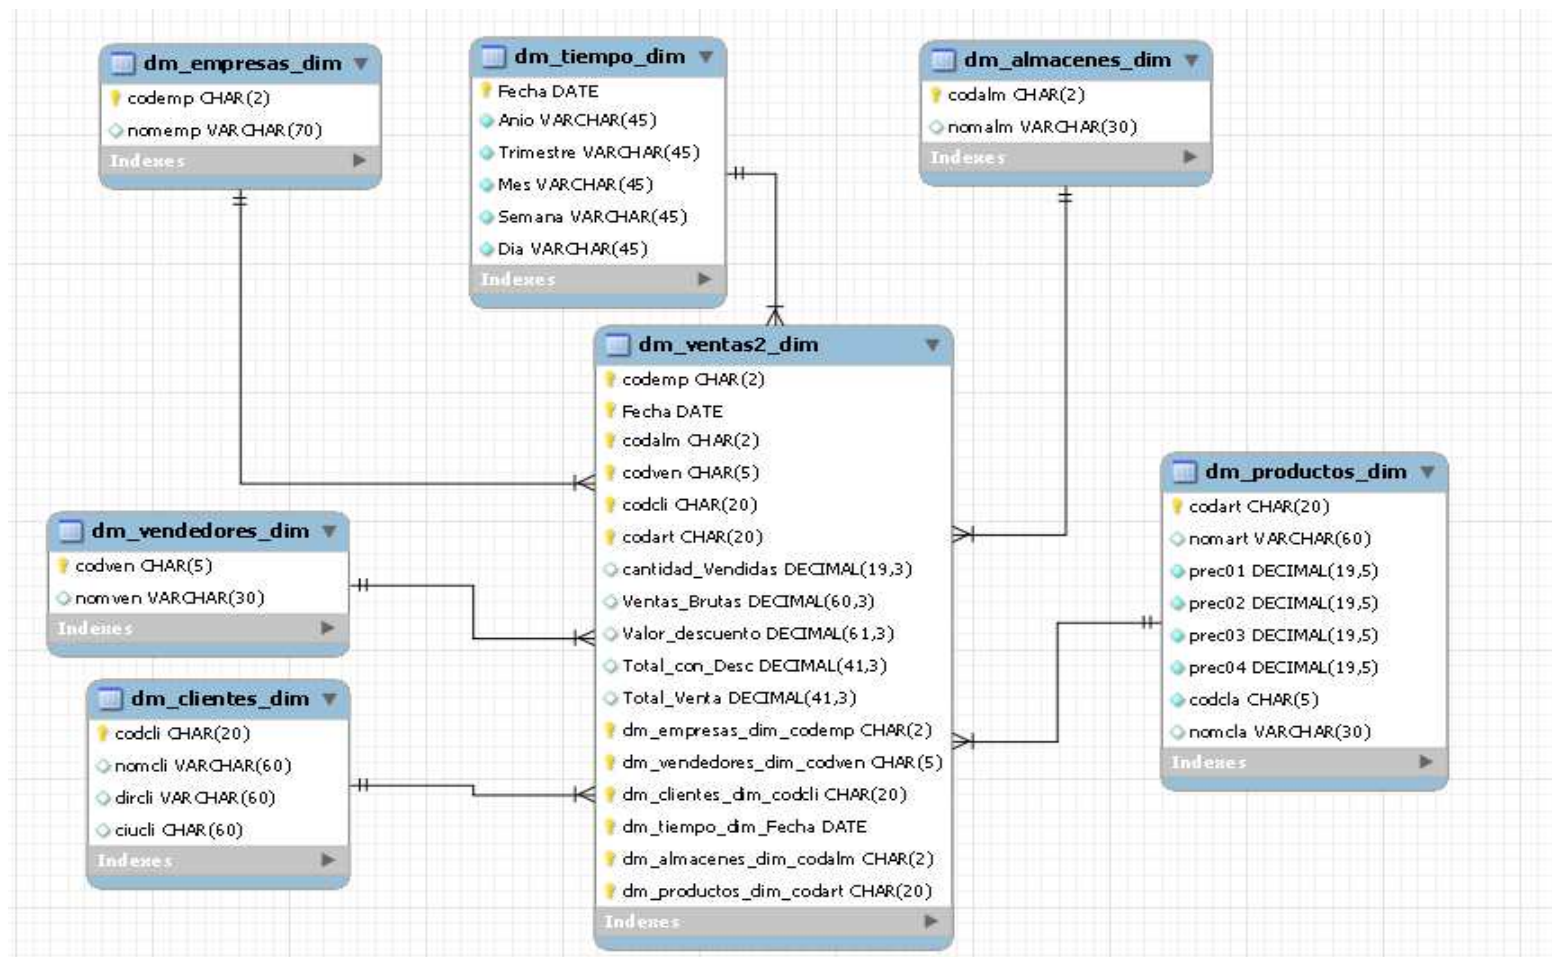 dm_empresas_dim
codemp CHAR(2)
nomemp VARCHAR(70)
Indexes
dm_tiempo_dim
Fecha DATE
Anio VARCHAR(45)
Trimestre VARCHAR(45)
Mes VARCHAR(45)
Semana VARCHAR(45)
Dia VARCHAR(45)
Indexes
dm_almacenes_dim
codalm CHAR(2)
nomalm VARCHAR(30)
Indexes
dm_ventas2_dim
codemp CHAR(2)
Fecha DATE
codalm CHAR(2)
codven CHAR(5)
codcli CHAR(20)
codart CHAR(20)
cantidad_Vendidas DECIMAL(19,3)
Ventas_Brutas DECIMAL(60,3)
Valor_descuento DECIMAL(61,3)
Total_con_Desc DECIMAL(41,3)
Total_Venta DECIMAL(41,3)
dm_empresas_dim_codemp CHAR(2)
dm_vendedores_dim_codven CHAR(5)
dm_clientes_dim_codcli CHAR(20)
dm_tiempo_dim_Fecha DATE
dm_almacenes_dim_codalm CHAR(2)
dm_productos_dim_codart CHAR(20)
Indexes
dm_vendedores_dim
codven CHAR(5)
nomven VARCHAR(30)
Indexes
dm_clientes_dim
codcli CHAR(20)
nomcli VARCHAR(60)
dircli VARCHAR(60)
ciucli CHAR(60)
Indexes
dm_productos_dim
codart CHAR(20)
nomart VARCHAR(60)
prec01 DECIMAL(19,5)
prec02 DECIMAL(19,5)
prec03 DECIMAL(19,5)
prec04 DECIMAL(19,5)
codcla CHAR(5)
nomcla VARCHAR(30)
Indexes